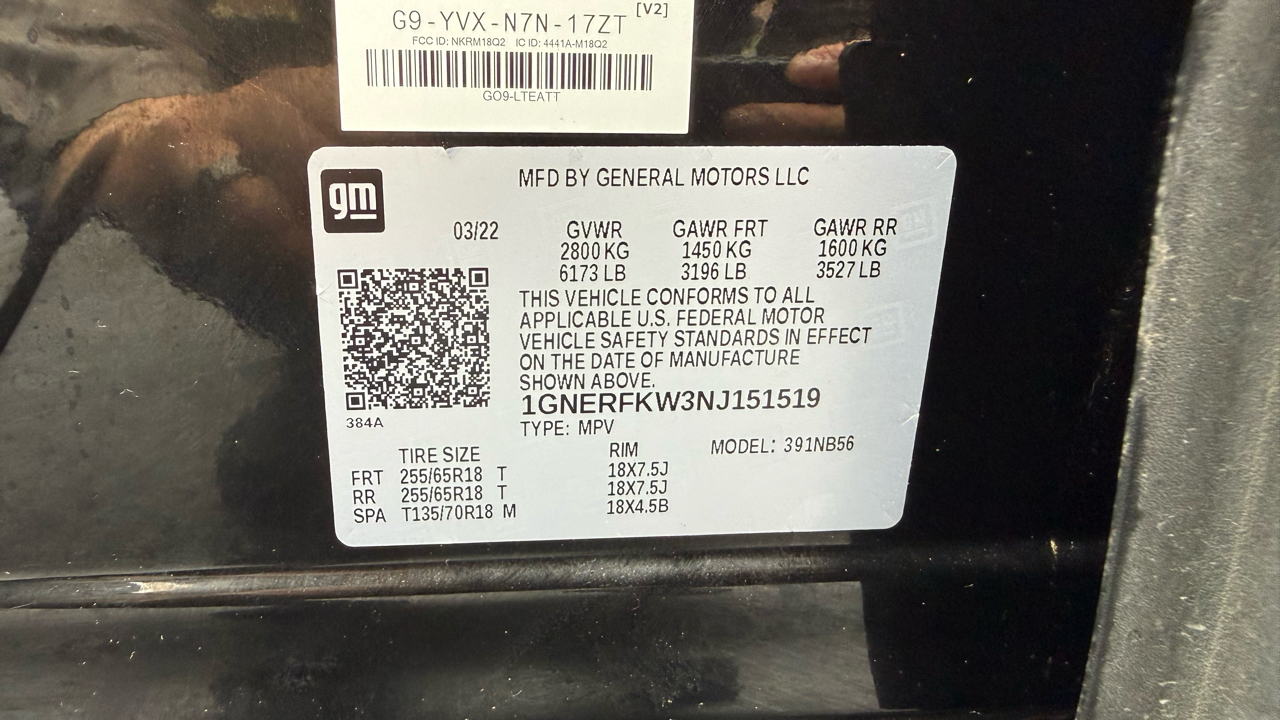 [V2]
G9-YVX-N7N-17ZT
FCC ID: NKRM18Q2 IC ID: 4441A-M18Q2
GO9-LTEATT
gm
MFD BY GENERAL MOTORS LLC
03/22 GVWR GAWR FRT GAWR RR
2800 KG 1450 KG 1600 KG
6173 LB 3196 LB 3527 LB
THIS VEHICLE CONFORMS TO ALL
APPLICABLE U.S. FEDERAL MOTOR
VEHICLE SAFETY STANDARDS IN EFFECT
ON THE DATE OF MANUFACTURE
SHOWN ABOVE.
1GNERFKW3NJ151519
384A
TYPE: MPV
TIRE SIZE RIM MODEL: 391NB56
FRT 255/65R18 T 18X7.5J
RR 255/65R18 T 18X7.5J
SPA T135/70R18 M 18X4.5B